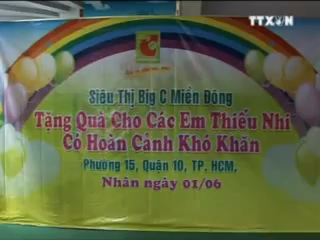 TTXVN
Siêu Thị Big C Miền Đông
Tặng Quà Cho Các Em Thiếu Nhi
Có Hoàn Cảnh Khó Khăn
Phường 15, Quận 10, TP. HCM,
Nhân ngày 01/06